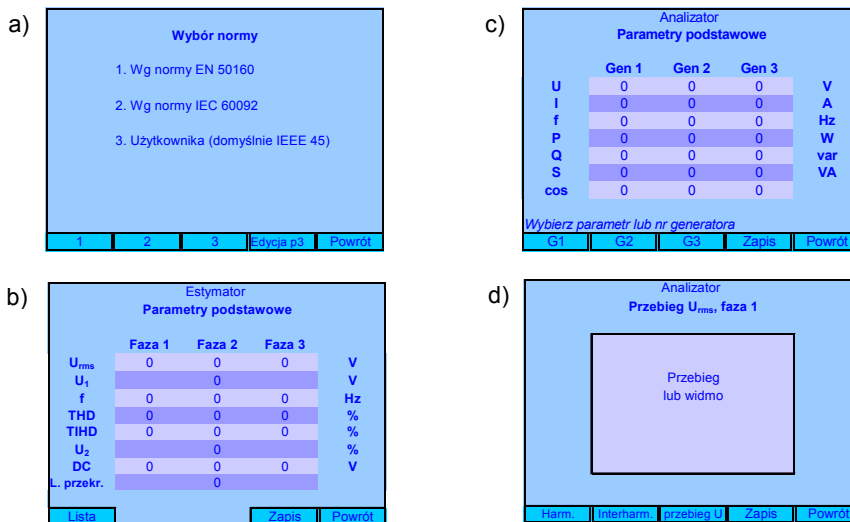 a)
Wybór normy
1. Wg normy EN 50160
2. Wg normy IEC 60092
3. Użytkownika (domyślnie IEEE 45)
1 2 3 Edycja p3 Powrót
c)
Analizator
Parametry podstawowe
Gen 1 Gen 2 Gen 3
U 0 0 0 V
I 0 0 0 A
f 0 0 0 Hz
P 0 0 0 W
Q 0 0 0 var
S 0 0 0 VA
cos 0 0 0
Wybierz parametr lub nr generatora
G1 G2 G3 Zapis Powrót
b)
Estymator
Parametry podstawowe
Faza 1 Faza 2 Faza 3
Urms 0 0 0 V
U1 0 V
f 0 0 0 Hz
THD 0 0 0 %
TIHD 0 0 0 %
U2 0 %
DC 0 0 0 V
L. przekr. 0
Lista Zapis Powrót
d)
Analizator
Przebieg Urms, faza 1
Przebieg
lub widmo
Harm. Interharm. przebieg U Zapis Powrót